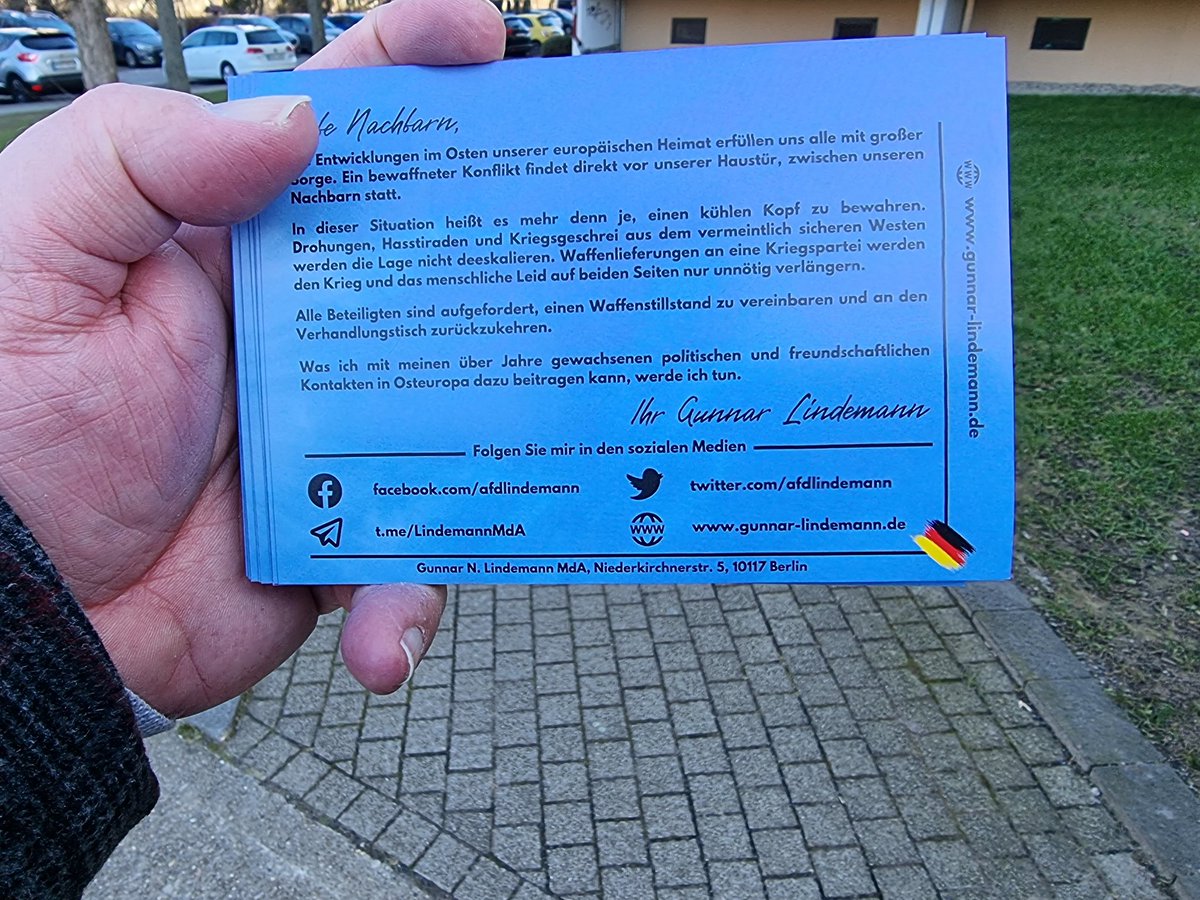 Nachbarn,
Entwicklungen im Osten unserer europäischen Heimat erfüllen uns alle mit großer
Sorge. Ein bewaffneter Konflikt findet direkt vor unserer Haustür, zwischen unseren
Nachbarn statt.
In dieser Situation heißt es mehr denn je, einen kühlen Kopf zu bewahren.
Drohungen, Hasstiraden und Kriegsgeschrei aus dem vermeintlich sicheren Westen
werden die Lage nicht deeskalieren. Waffenlieferungen an eine Kriegspartei werden
den Krieg und das menschliche Leid auf beiden Seiten nur unnötig verlängern.
Alle Beteiligten sind aufgefordert, einen Waffenstillstand zu vereinbaren und an den
Verhandlungstisch zurückzukehren.
Was ich mit meinen über Jahre gewachsenen politischen und freundschaftlichen
Kontakten in Osteuropa dazu beitragen kann, werde ich tun.
Ihr Gunnar Lindemann
Folgen Sie mir in den sozialen Medien
facebook.com/afdlindemann
twitter.com/afdlindemann
t.me/LindemannMdA
www www.gunnar-lindemann.de
Gunnar N. Lindemann MdA, Niederkirchnerstr. 5, 10117 Berlin
www www.gunnar-lindemann.de